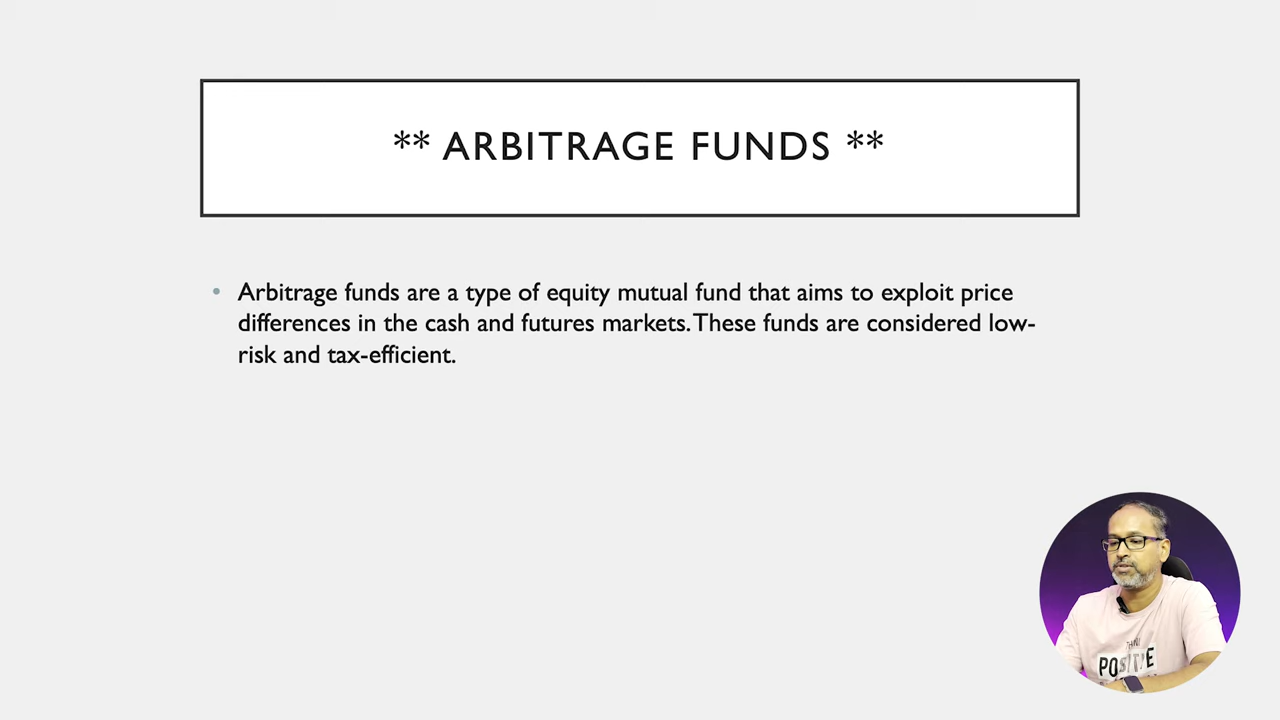 ** ARBITRAGE FUNDS **
• Arbitrage funds are a type of equity mutual fund that aims to exploit price
differences in the cash and futures markets. These funds are considered low-
risk and tax-efficient.
THINK
POSITIVE